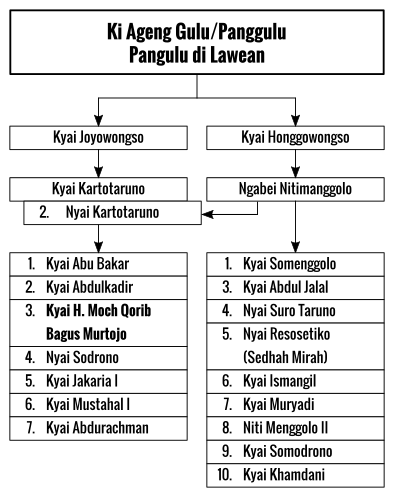 Ki Ageng Gulu/Panggulu
Pangulu di Lawean
Kyai Joyowongso
Kyai Honggowongso
Kyai Kartotaruno
Ngabei Nitimanggolo
2. Nyai Kartotaruno
1. Kyai Abu Bakar
2. Kyai Abdulkadir
3. Kyai H. Moch Qorib
Bagus Murtojo
4. Nyai Sodrono
5. Kyai Jakaria I
6. Kyai Mustahal I
7. Kyai Abdurachman
1. Kyai Somenggolo
3. Kyai Abdul Jalal
4. Nyai Suro Taruno
5. Nyai Resosetiko
(Sedhah Mirah)
6. Kyai Ismangil
7. Kyai Muryadi
8. Niti Menggolo II
9. Kyai Somodrono
10. Kyai Khamdani